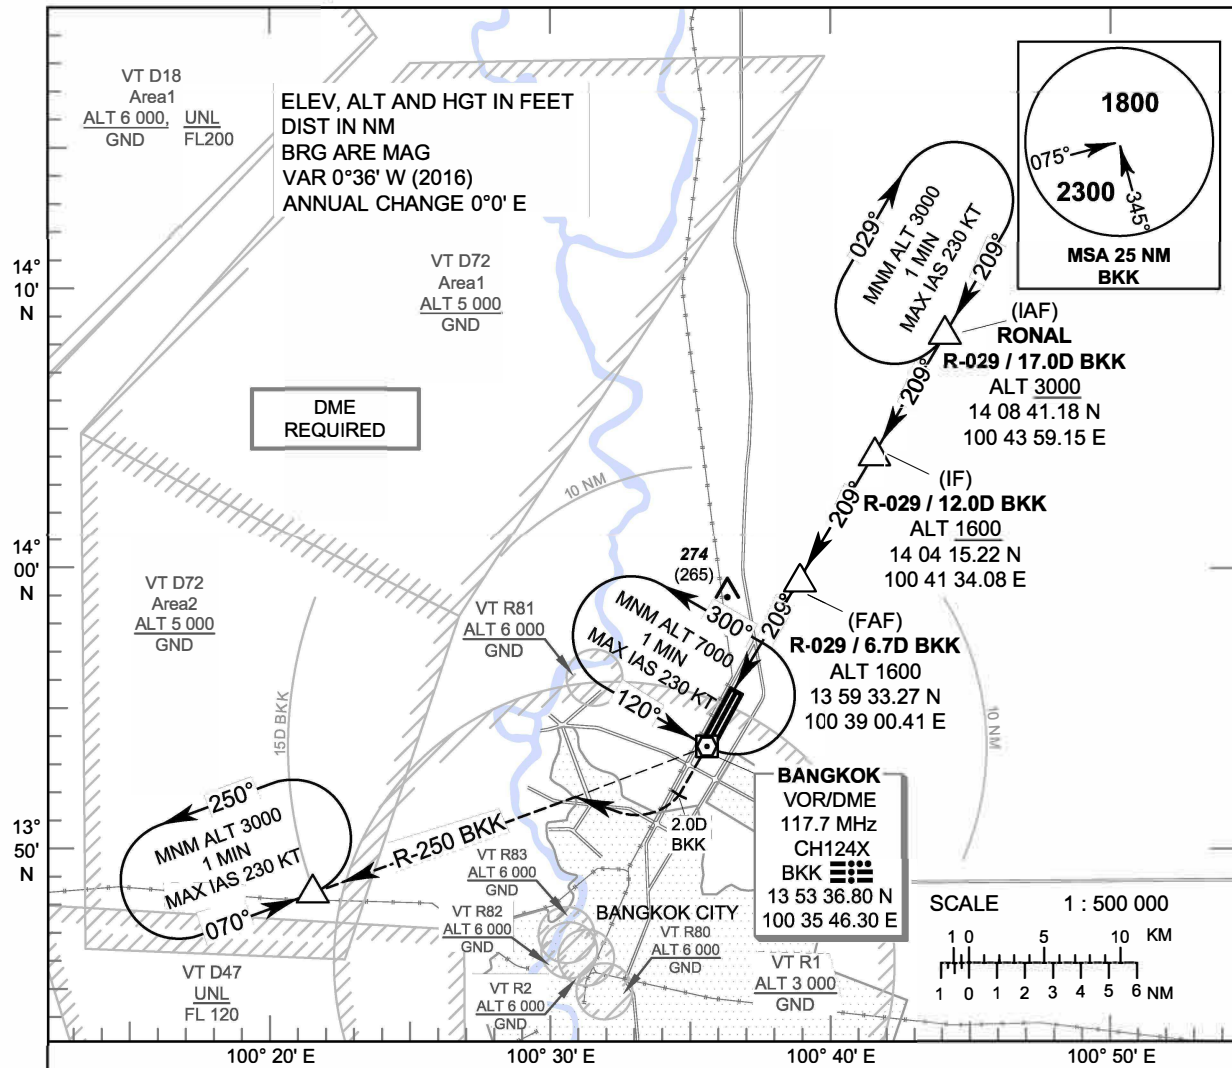 VT D18
Area1
ALT 6 000, UNL
GND FL200
ELEV, ALT AND HGT IN FEET
DIST IN NM
BRG ARE MAG
VAR 0°36' W (2016)
ANNUAL CHANGE 0°0' E
1800
075°
2300
345°
MSA 25 NM
BKK
029°
MNM ALT 3000
1 MIN
MAX IAS 230 KT
209°
14°
10'
N
VT D72
Area1
ALT 5 000
GND
(IAF)
RONAL
R-029 / 17.0D BKK
ALT 3000
14 08 41.18 N
100 43 59.15 E
209°
DME
REQUIRED
10 NM
(IF)
R-029 / 12.0D BKK
ALT 1600
14 04 15.22 N
100 41 34.08 E
209°
14°
00'
N
274
(265)
VT D72
Area2
ALT 5 000
GND
VT R81
ALT 6 000
GND
300°
MNM ALT 7000
1 MIN
MAX IAS 230 KT
120°
209°
(FAF)
R-029 / 6.7D BKK
ALT 1600
13 59 33.27 N
100 39 00.41 E
15D BKK
10 NM
BANGKOK
VOR/DME
117.7 MHz
CH124X
BKK
13 53 36.80 N
100 35 46.30 E
250°
MNM ALT 3000
1 MIN
MAX IAS 230 KT
070°
R-250 BKK
2.0D
BKK
13°
50'
N
VT R83
ALT 6 000
GND
VT R82
ALT 6 000
GND
BANGKOK CITY
VT R80
ALT 6 000
GND
VT R2
ALT 6 000
GND
VT R1
ALT 3 000
GND
VT D47
UNL
FL 120
SCALE 1 : 500 000
1 0 5 10 KM
1 0 1 2 3 4 5 6 NM
100° 20' E 100° 30' E 100° 40' E 100° 50' E